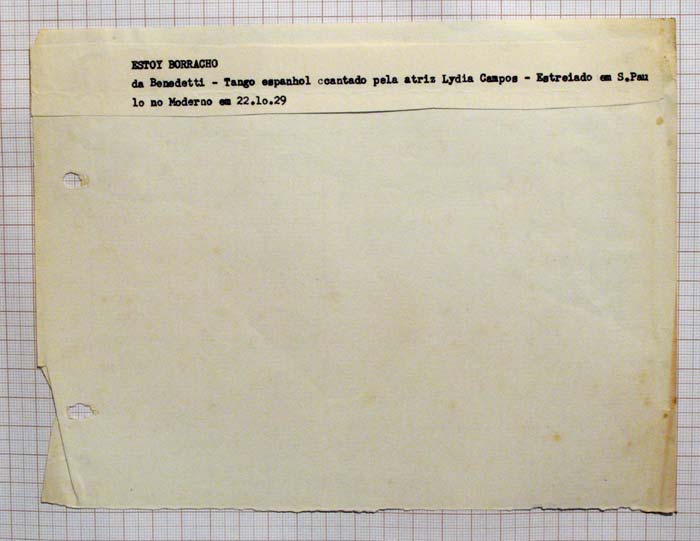 ESTOY BORRACHO
da Benedetti - Tango espanhol ccantado pela atriz Lydia Campos - Estreiado em S.Pau
lo no Moderno em 22.lo.29